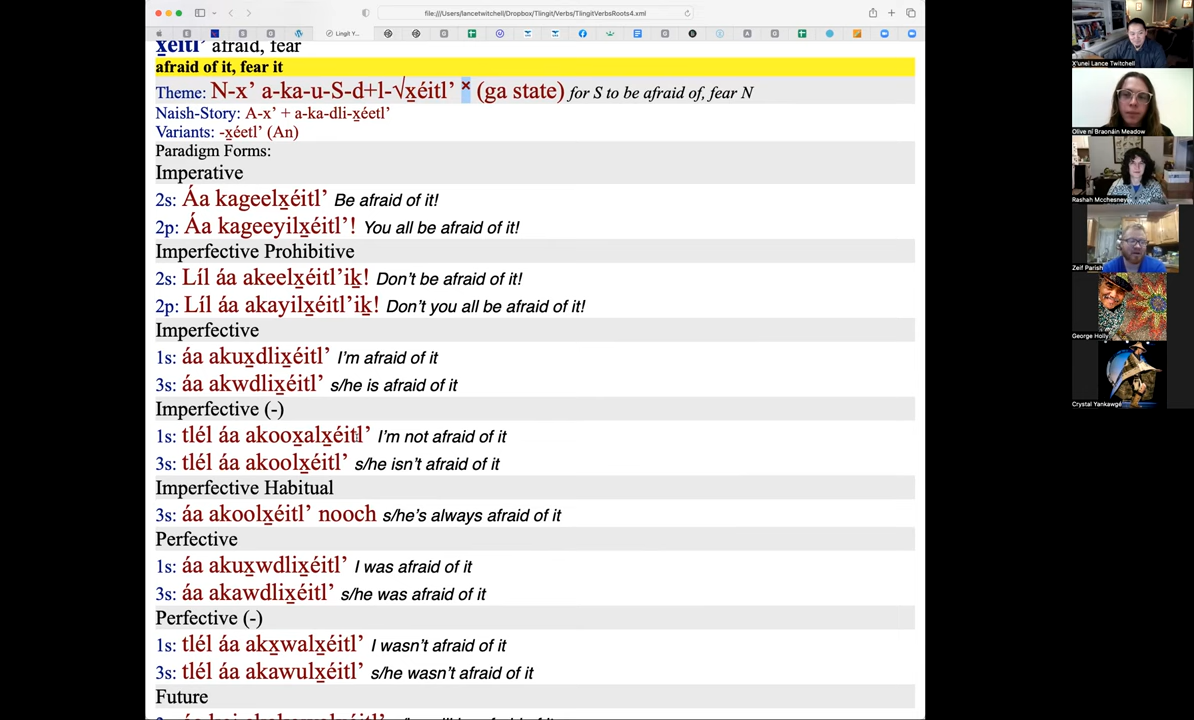 file:///Users/lancetwitchell/Dropbox/Tlingit/Verbs/TlingitVerbsRoots4.xml
Lingít Y...
x̱éitl’ afraid, fear
afraid of it, fear it
Theme: N-x’ a-ka-u-S-d+l-√x̱éitl’ × (ga state) for S to be afraid of, fear N
Naish-Story: A-x’ + a-ka-dli-x̱éetl’
Variants: -x̱éetl’ (An)
Paradigm Forms:
Imperative
2s: Áa kageelx̱éitl’ Be afraid of it!
2p: Áa kageeyilx̱éitl’! You all be afraid of it!
Imperfective Prohibitive
2s: Líl áa akeelx̱éitl’iḵ! Don’t be afraid of it!
2p: Líl áa akayilx̱éitl’iḵ! Don’t you all be afraid of it!
Imperfective
1s: áa akux̱dlix̱éitl’ I’m afraid of it
3s: áa akwdlix̱éitl’ s/he is afraid of it
Imperfective (-)
1s: tlél áa akoox̱alx̱éitl’ I’m not afraid of it
3s: tlél áa akoolx̱éitl’ s/he isn’t afraid of it
Imperfective Habitual
3s: áa akoolx̱éitl’ nooch s/he’s always afraid of it
Perfective
1s: áa akux̱wdlix̱éitl’ I was afraid of it
3s: áa akawdlix̱éitl’ s/he was afraid of it
Perfective (-)
1s: tlél áa akx̱walx̱éitl’ I wasn’t afraid of it
3s: tlél áa akawulx̱éitl’ s/he wasn’t afraid of it
Future
X̱'unei Lance Twitchell
Olive ní Braonáin Meadow
Rashah Mcchesney
Zeif Parish
George Holly
Crystal Yankawgé